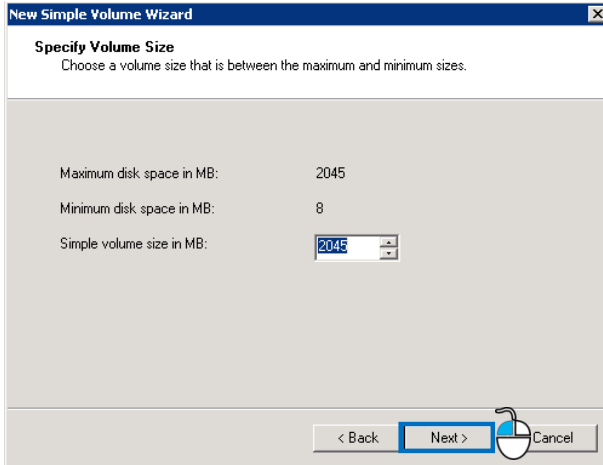 New Simple Volume Wizard
Specify Volume Size
Choose a volume size that is between the maximum and minimum sizes.
Maximum disk space in MB: 2045
Minimum disk space in MB: 8
Simple volume size in MB: 2045
< Back Next > Cancel